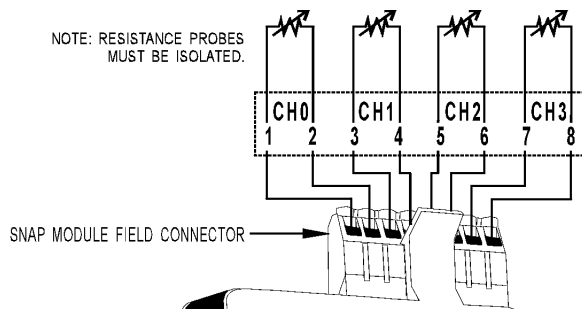 NOTE: RESISTANCE PROBES
MUST BE ISOLATED.
CH0 CH1 CH2 CH3
1 2 3 4 5 6 7 8
SNAP MODULE FIELD CONNECTOR